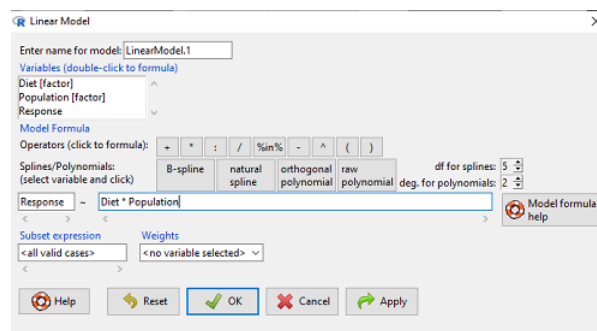 R Linear Model
Enter name for model: LinearModel.1
Variables (double-click to formula)
Diet [factor]
Population [factor]
Response
Model Formula
Operators (click to formula): + * : / %in% - ^ ( )
Splines/Polynomials:
(select variable and click)
B-spline
natural
spline
orthogonal
polynomial
raw
polynomial
df for splines: 5
deg. for polynomials: 2
Response ~ Diet * Population
Model formula
help
Subset expression
<all valid cases>
Weights
<no variable selected>
Help Reset OK Cancel Apply